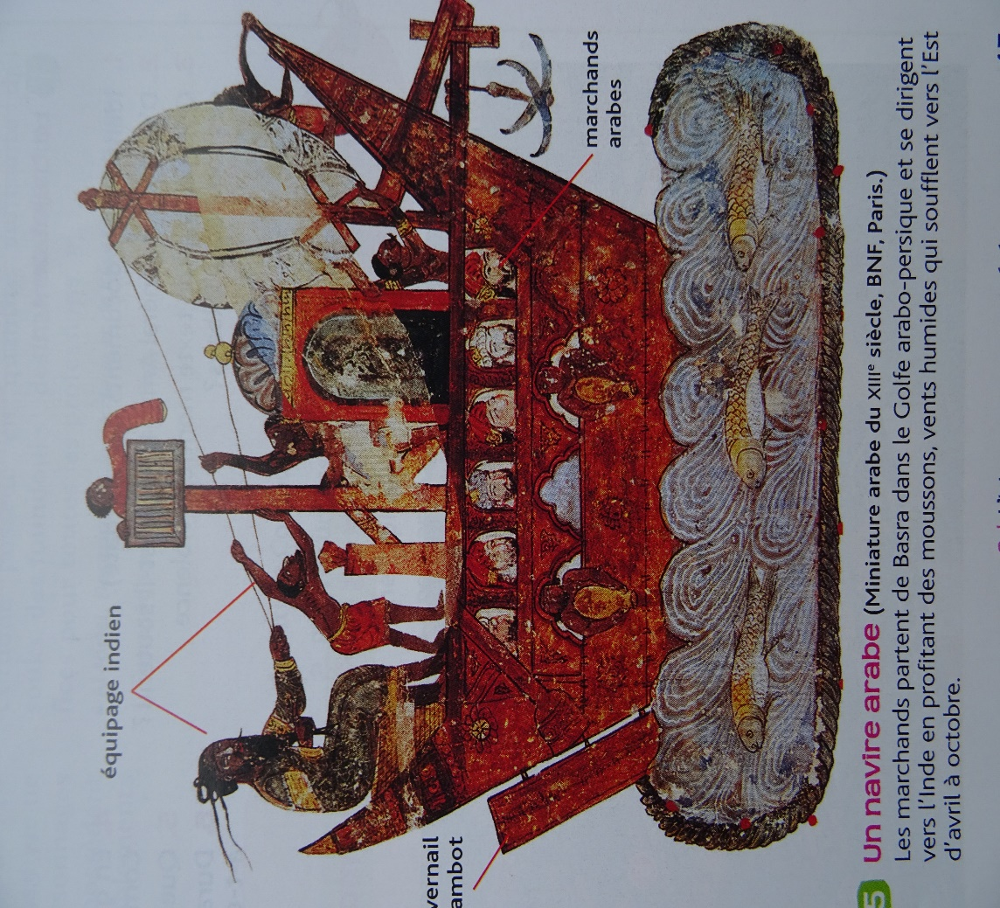 équipage indien
marchands
arabes
vernail
ambot
5 Un navire arabe (Miniature arabe du XIIIe siècle, BNF, Paris.)
Les marchands partent de Basra dans le Golfe arabo-persique et se dirigent
vers l'Inde en profitant des moussons, vents humides qui soufflent vers l'Est
d'avril à octobre.